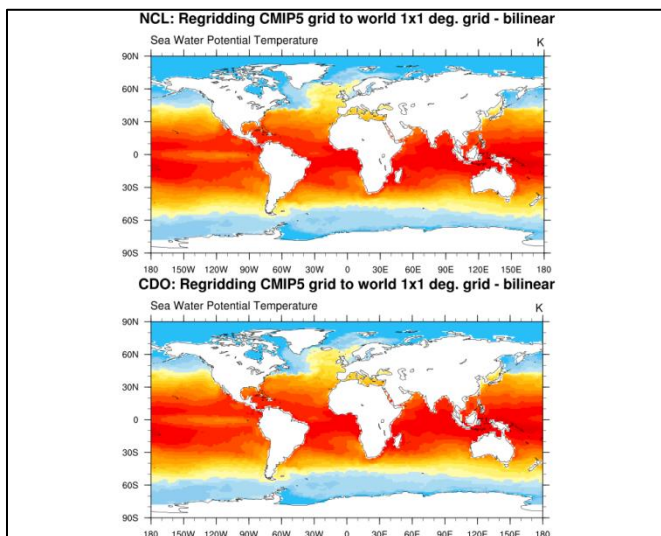 NCL: Regridding CMIP5 grid to world 1x1 deg. grid - bilinear
Sea Water Potential Temperature K
90N
60N
30N
0
30S
60S
90S
180 150W 120W 90W 60W 30W 0 30E 60E 90E 120E 150E 180
CDO: Regridding CMIP5 grid to world 1x1 deg. grid - bilinear
Sea Water Potential Temperature K
90N
60N
30N
0
30S
60S
90S
180 150W 120W 90W 60W 30W 0 30E 60E 90E 120E 150E 180